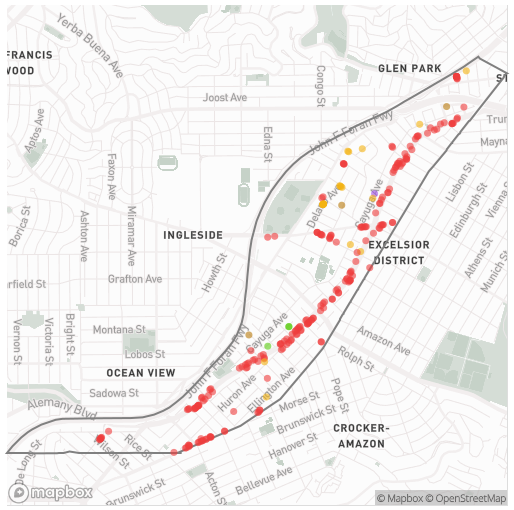 Yerba Buena Ave
FRANCIS
WOOD
GLEN PARK
Congo St
Joost Ave
John F Foran Fwy
Aptos Ave
Faxon Ave
Edna St
Lisbon St
Edinburgh St
Delano Ave
Cayuga Ave
Borica St
Ashton Ave
Miramar Ave
INGLESIDE
EXCELSIOR
DISTRICT
Howth St
Athens St
Munich St
Grafton Ave
Vernon St
Victoria St
Bright St
Montana St
Lobos St
Cayuga Ave
Amazon Ave
Rolph St
OCEAN VIEW
John F Foran Fwy
Sadowa St
Huron Ave
Ellington Ave
Pope St
Alemany Blvd
Morse St
Brunswick St
CROCKER-
AMAZON
De Long St
Wilson St
Rice St
Hanover St
Acton St
Bellevue Ave
Brunswick St
mapbox
© Mapbox © OpenStreetMap